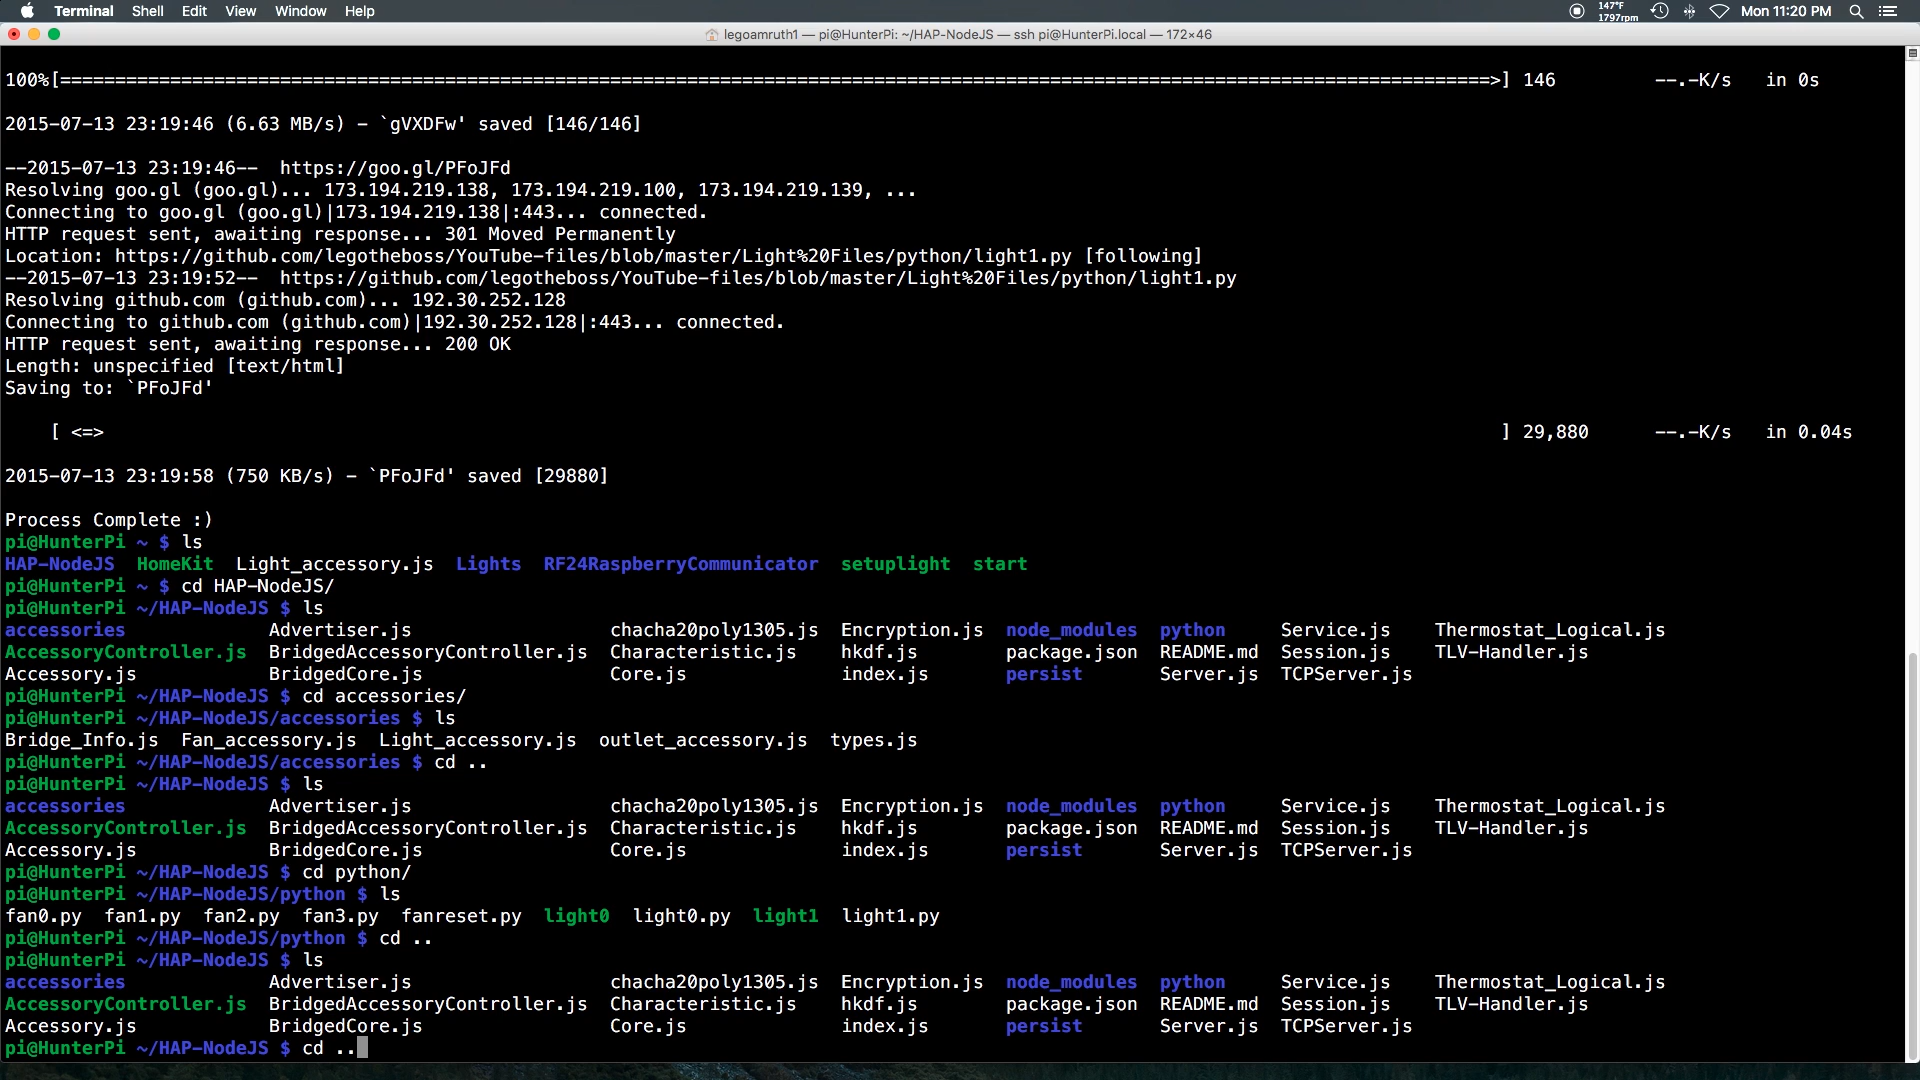 Terminal Shell Edit View Window Help 147°F 1797rpm Mon 11:20 PM
legoamruth1 — pi@HunterPi: ~/HAP-NodeJS — ssh pi@HunterPi.local — 172×46
100%[==================================================================================================================================>] 146 --.-K/s in 0s
2015-07-13 23:19:46 (6.63 MB/s) - `gVXDFw' saved [146/146]
--2015-07-13 23:19:46-- https://goo.gl/PFoJFd
Resolving goo.gl (goo.gl)... 173.194.219.138, 173.194.219.100, 173.194.219.139, ...
Connecting to goo.gl (goo.gl)|173.194.219.138|:443... connected.
HTTP request sent, awaiting response... 301 Moved Permanently
Location: https://github.com/legotheboss/YouTube-files/blob/master/Light%20Files/python/light1.py [following]
--2015-07-13 23:19:52-- https://github.com/legotheboss/YouTube-files/blob/master/Light%20Files/python/light1.py
Resolving github.com (github.com)... 192.30.252.128
Connecting to github.com (github.com)|192.30.252.128|:443... connected.
HTTP request sent, awaiting response... 200 OK
Length: unspecified [text/html]
Saving to: `PFoJFd'
[ <=> ] 29,880 --.-K/s in 0.04s
2015-07-13 23:19:58 (750 KB/s) - `PFoJFd' saved [29880]
Process Complete :)
pi@HunterPi ~ $ ls
HAP-NodeJS HomeKit Light_accessory.js Lights RF24RaspberryCommunicator setuplight start
pi@HunterPi ~ $ cd HAP-NodeJS/
pi@HunterPi ~/HAP-NodeJS $ ls
accessories Advertiser.js chacha20poly1305.js Encryption.js node_modules python Service.js Thermostat_Logical.js
AccessoryController.js BridgedAccessoryController.js Characteristic.js hkdf.js package.json README.md Session.js TLV-Handler.js
Accessory.js BridgedCore.js Core.js index.js persist Server.js TCPServer.js
pi@HunterPi ~/HAP-NodeJS $ cd accessories/
pi@HunterPi ~/HAP-NodeJS/accessories $ ls
Bridge_Info.js Fan_accessory.js Light_accessory.js outlet_accessory.js types.js
pi@HunterPi ~/HAP-NodeJS/accessories $ cd ..
pi@HunterPi ~/HAP-NodeJS $ ls
accessories Advertiser.js chacha20poly1305.js Encryption.js node_modules python Service.js Thermostat_Logical.js
AccessoryController.js BridgedAccessoryController.js Characteristic.js hkdf.js package.json README.md Session.js TLV-Handler.js
Accessory.js BridgedCore.js Core.js index.js persist Server.js TCPServer.js
pi@HunterPi ~/HAP-NodeJS $ cd python/
pi@HunterPi ~/HAP-NodeJS/python $ ls
fan0.py fan1.py fan2.py fan3.py fanreset.py light0 light0.py light1 light1.py
pi@HunterPi ~/HAP-NodeJS/python $ cd ..
pi@HunterPi ~/HAP-NodeJS $ ls
accessories Advertiser.js chacha20poly1305.js Encryption.js node_modules python Service.js Thermostat_Logical.js
AccessoryController.js BridgedAccessoryController.js Characteristic.js hkdf.js package.json README.md Session.js TLV-Handler.js
Accessory.js BridgedCore.js Core.js index.js persist Server.js TCPServer.js
pi@HunterPi ~/HAP-NodeJS $ cd ..